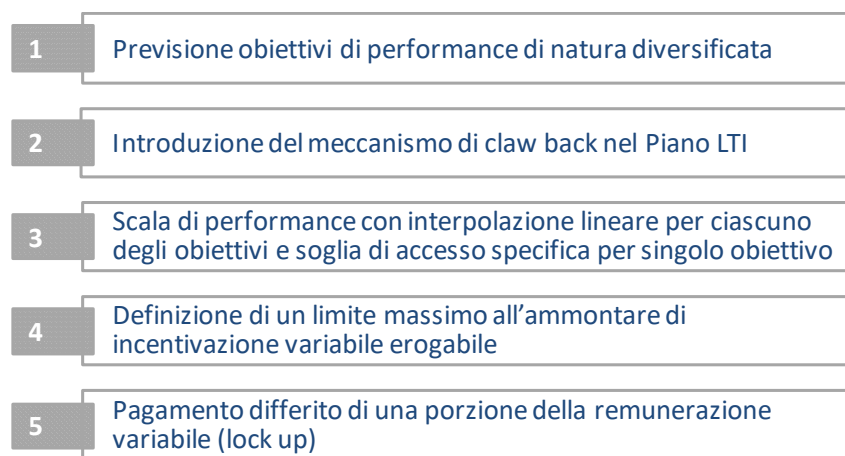 1 Previsione obiettivi di performance di natura diversificata
2 Introduzione del meccanismo di claw back nel Piano LTI
3 Scala di performance con interpolazione lineare per ciascuno
degli obiettivi e soglia di accesso specifica per singolo obiettivo
4 Definizione di un limite massimo all’ammontare di
incentivazione variabile erogabile
5 Pagamento differito di una porzione della remunerazione
variabile (lock up)